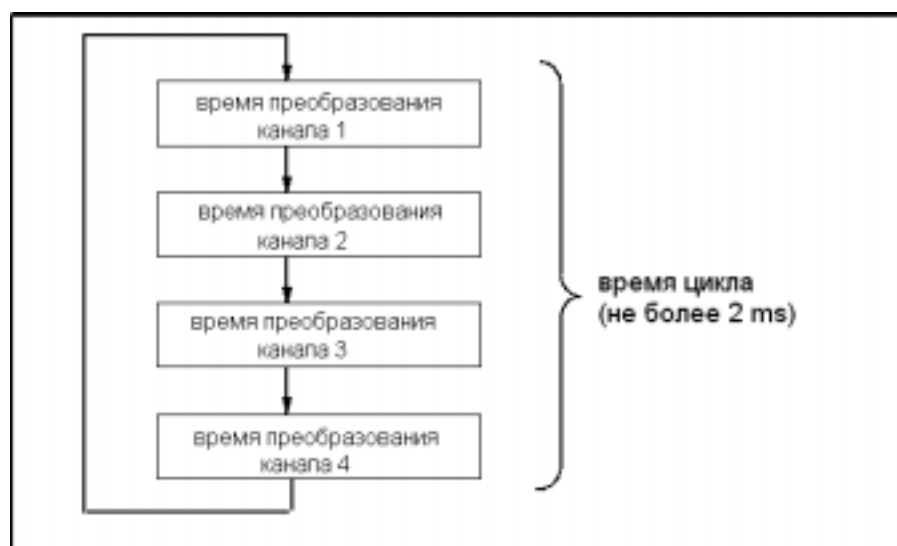 время преобразования
канала 1
время преобразования
канала 2
время преобразования
канала 3
время преобразования
канала 4
время цикла
(не более 2 ms)